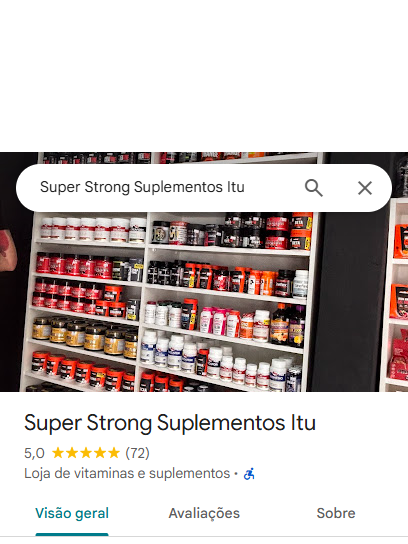 Super Strong Suplementos Itu
Super Strong Suplementos Itu
5,0 ★★★★★ (72)
Loja de vitaminas e suplementos ·
Visão geral Avaliações Sobre